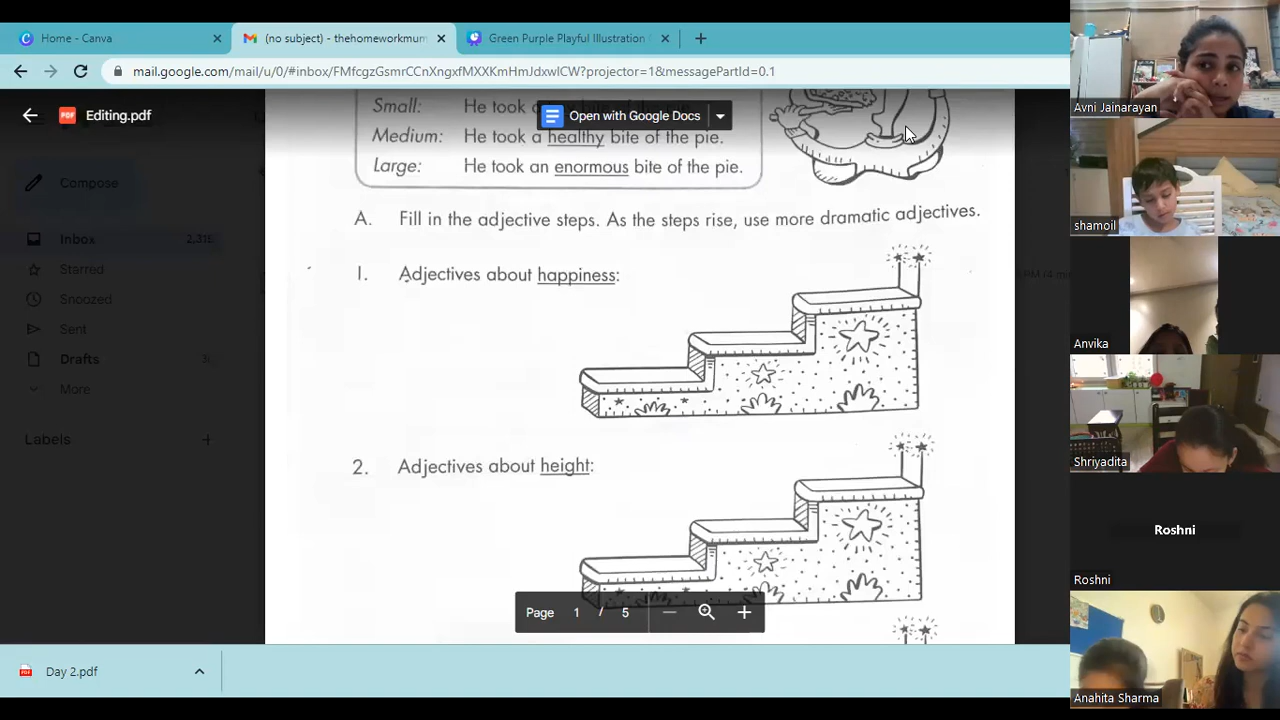 Home - Canva
(no subject) - thehomeworkmum
Green Purple Playful Illustration
mail.google.com/mail/u/0/#inbox/FMfcgzGsmrCCnXngxfMXXKmHmJdxwlCW?projector=1&messagePartId=0.1
Editing.pdf
Open with Google Docs
Compose
Inbox
Starred
Snoozed
Sent
Drafts
More
Labels
Small: He took
Medium: He took a healthy bite of the pie.
Large: He took an enormous bite of the pie.
A. Fill in the adjective steps. As the steps rise, use more dramatic adjectives.
1. Adjectives about happiness:
2. Adjectives about height:
Page 1 / 5
Day 2.pdf
Avni Jainarayan
shamoil
Anvika
Shriyadita
Roshni
Roshni
Anahita Sharma